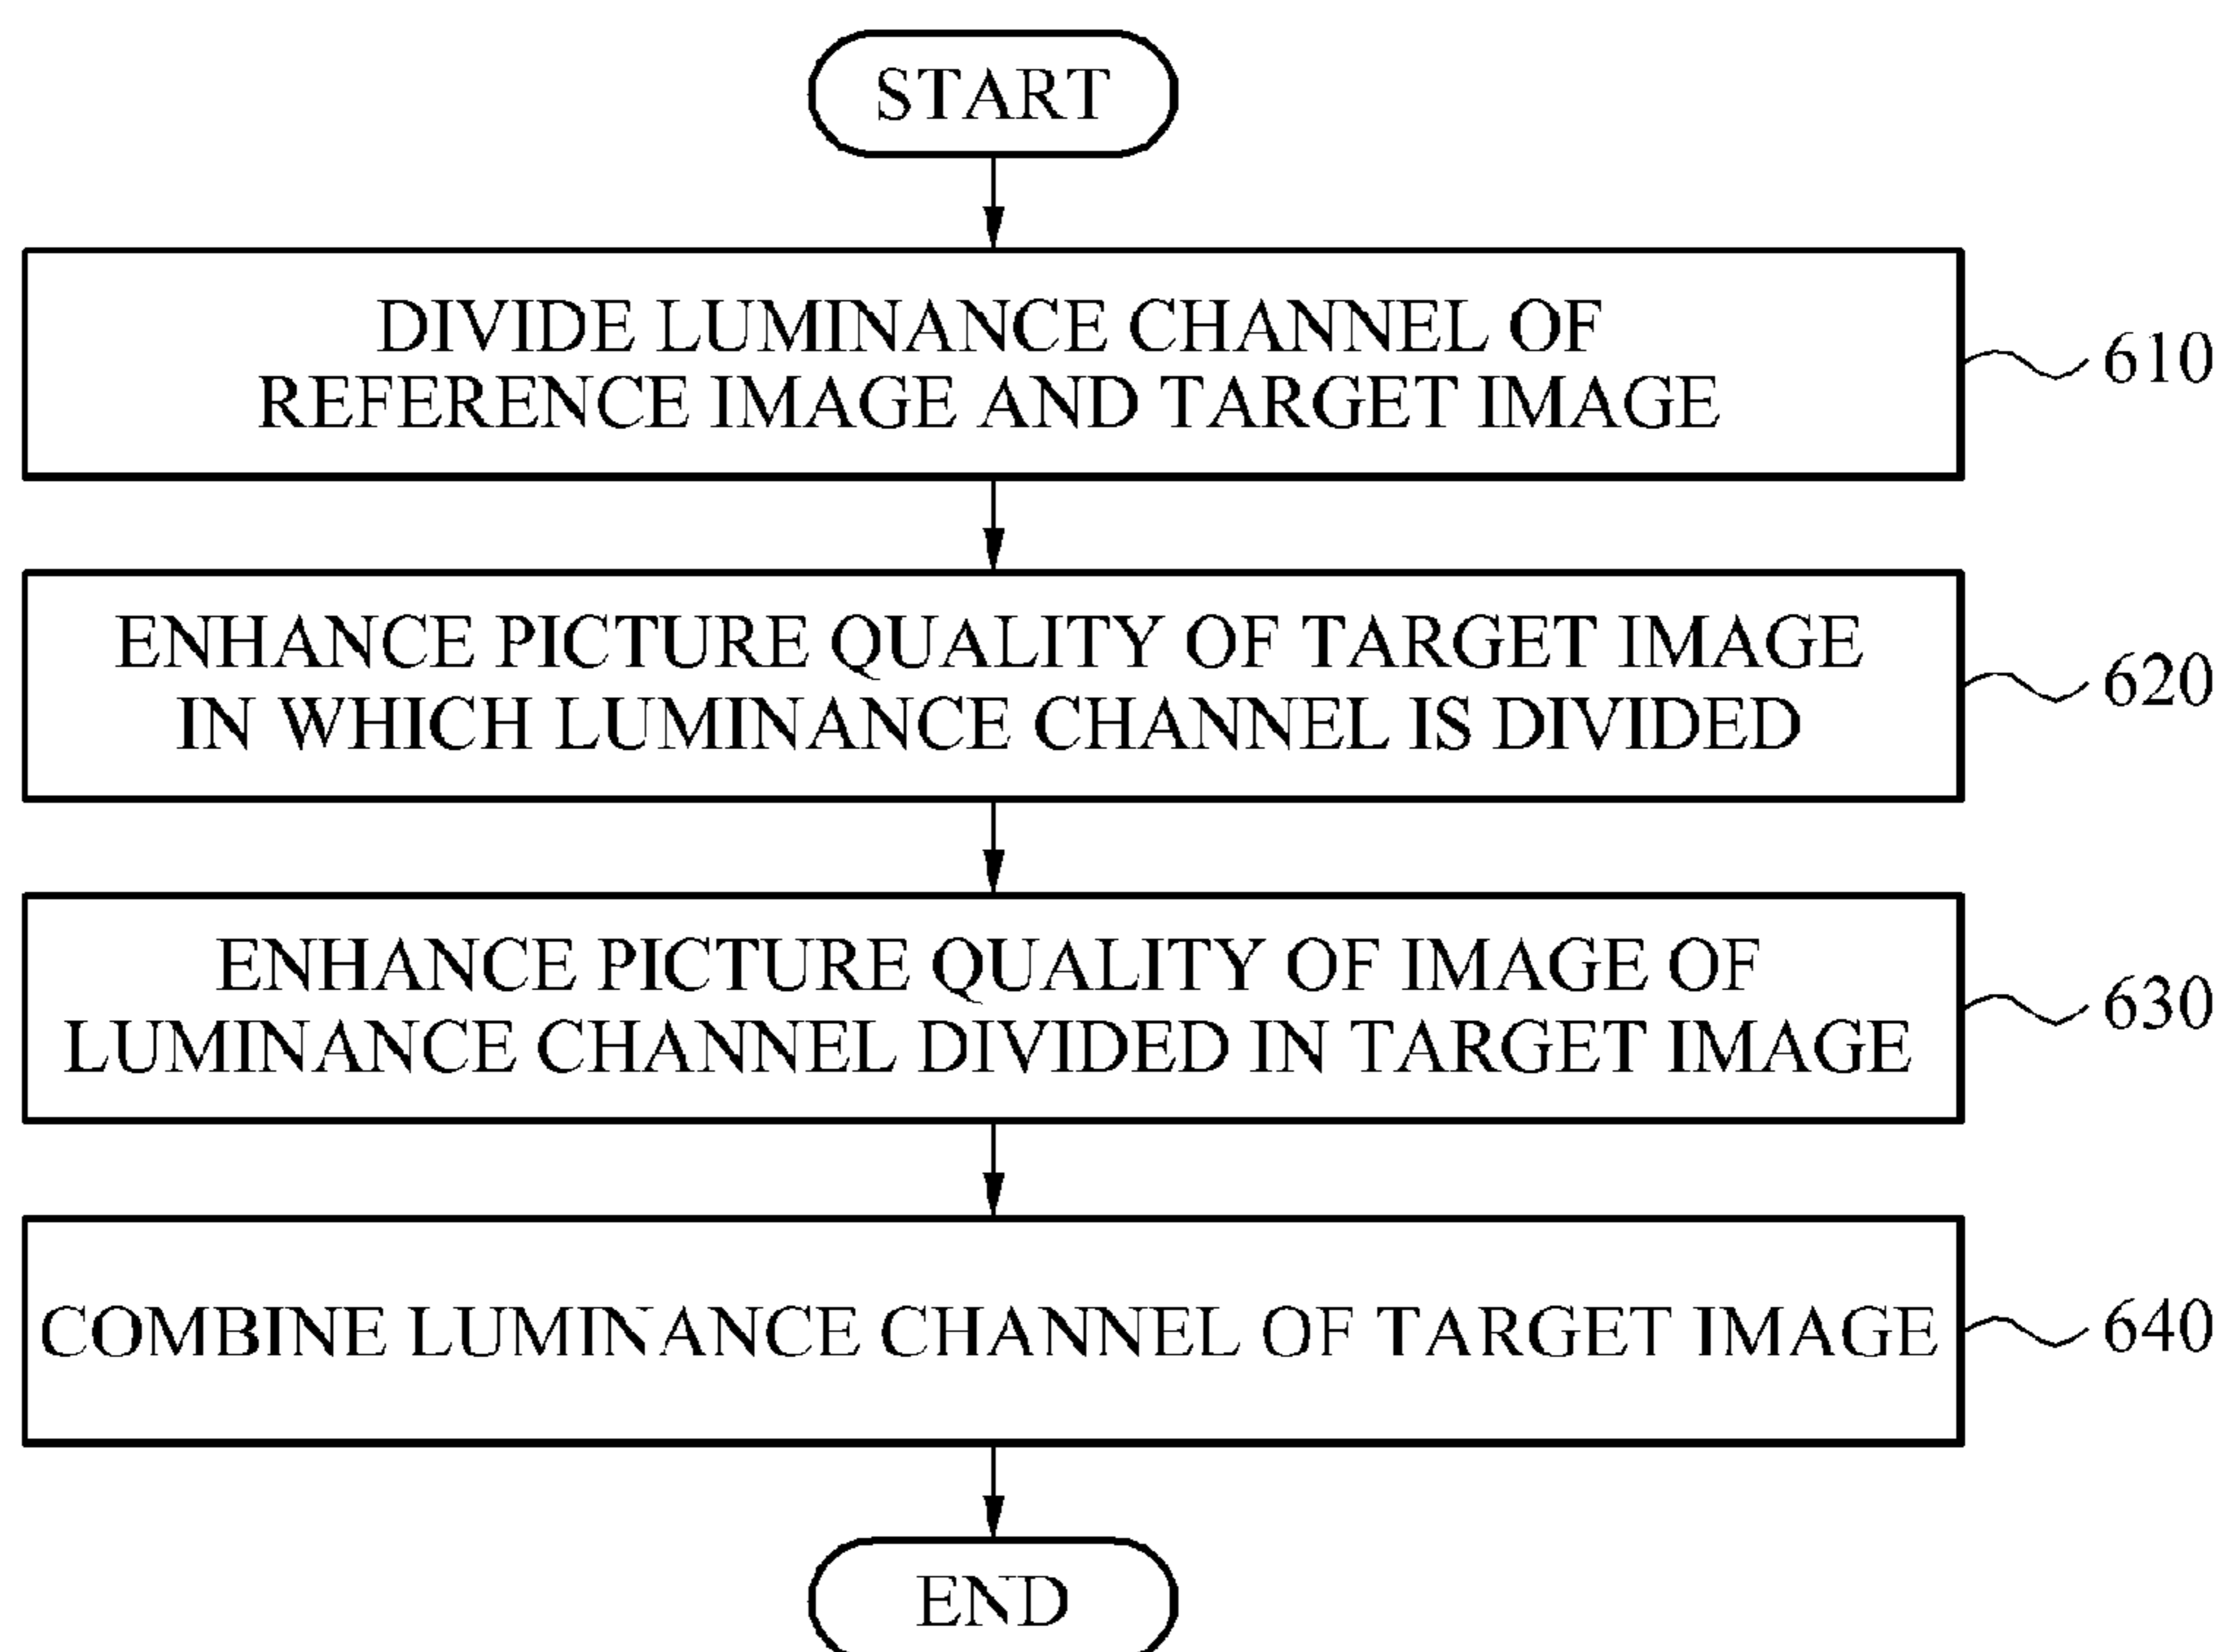 START
DIVIDE LUMINANCE CHANNEL OF
REFERENCE IMAGE AND TARGET IMAGE
610
ENHANCE PICTURE QUALITY OF TARGET IMAGE
IN WHICH LUMINANCE CHANNEL IS DIVIDED
620
ENHANCE PICTURE QUALITY OF IMAGE OF
LUMINANCE CHANNEL DIVIDED IN TARGET IMAGE
630
COMBINE LUMINANCE CHANNEL OF TARGET IMAGE
640
END